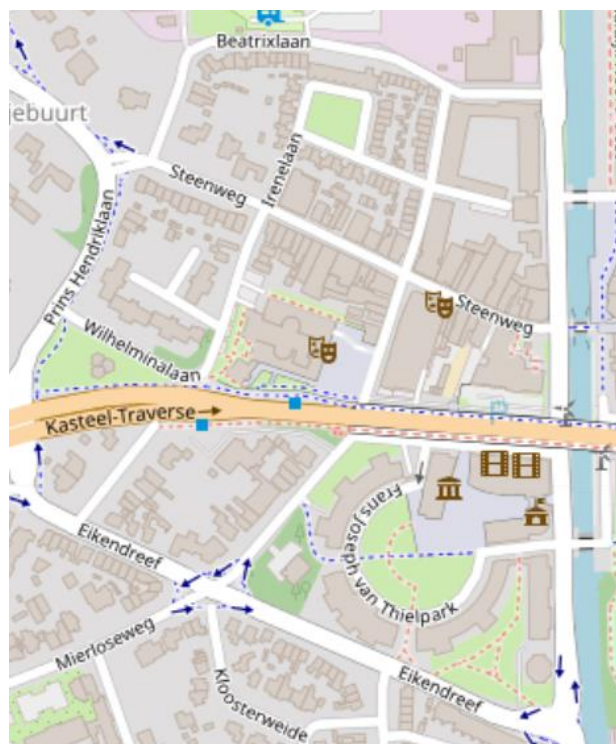 Beatrixlaan
jebuurt
Irenelaan
Steenweg
Prins Hendriklaan
Steenweg
Wilhelminalaan
Kasteel-Traverse
Frans Joseph van Thielpark
Eikendreef
Mierloseweg
Kloosterweide
Eikendreef